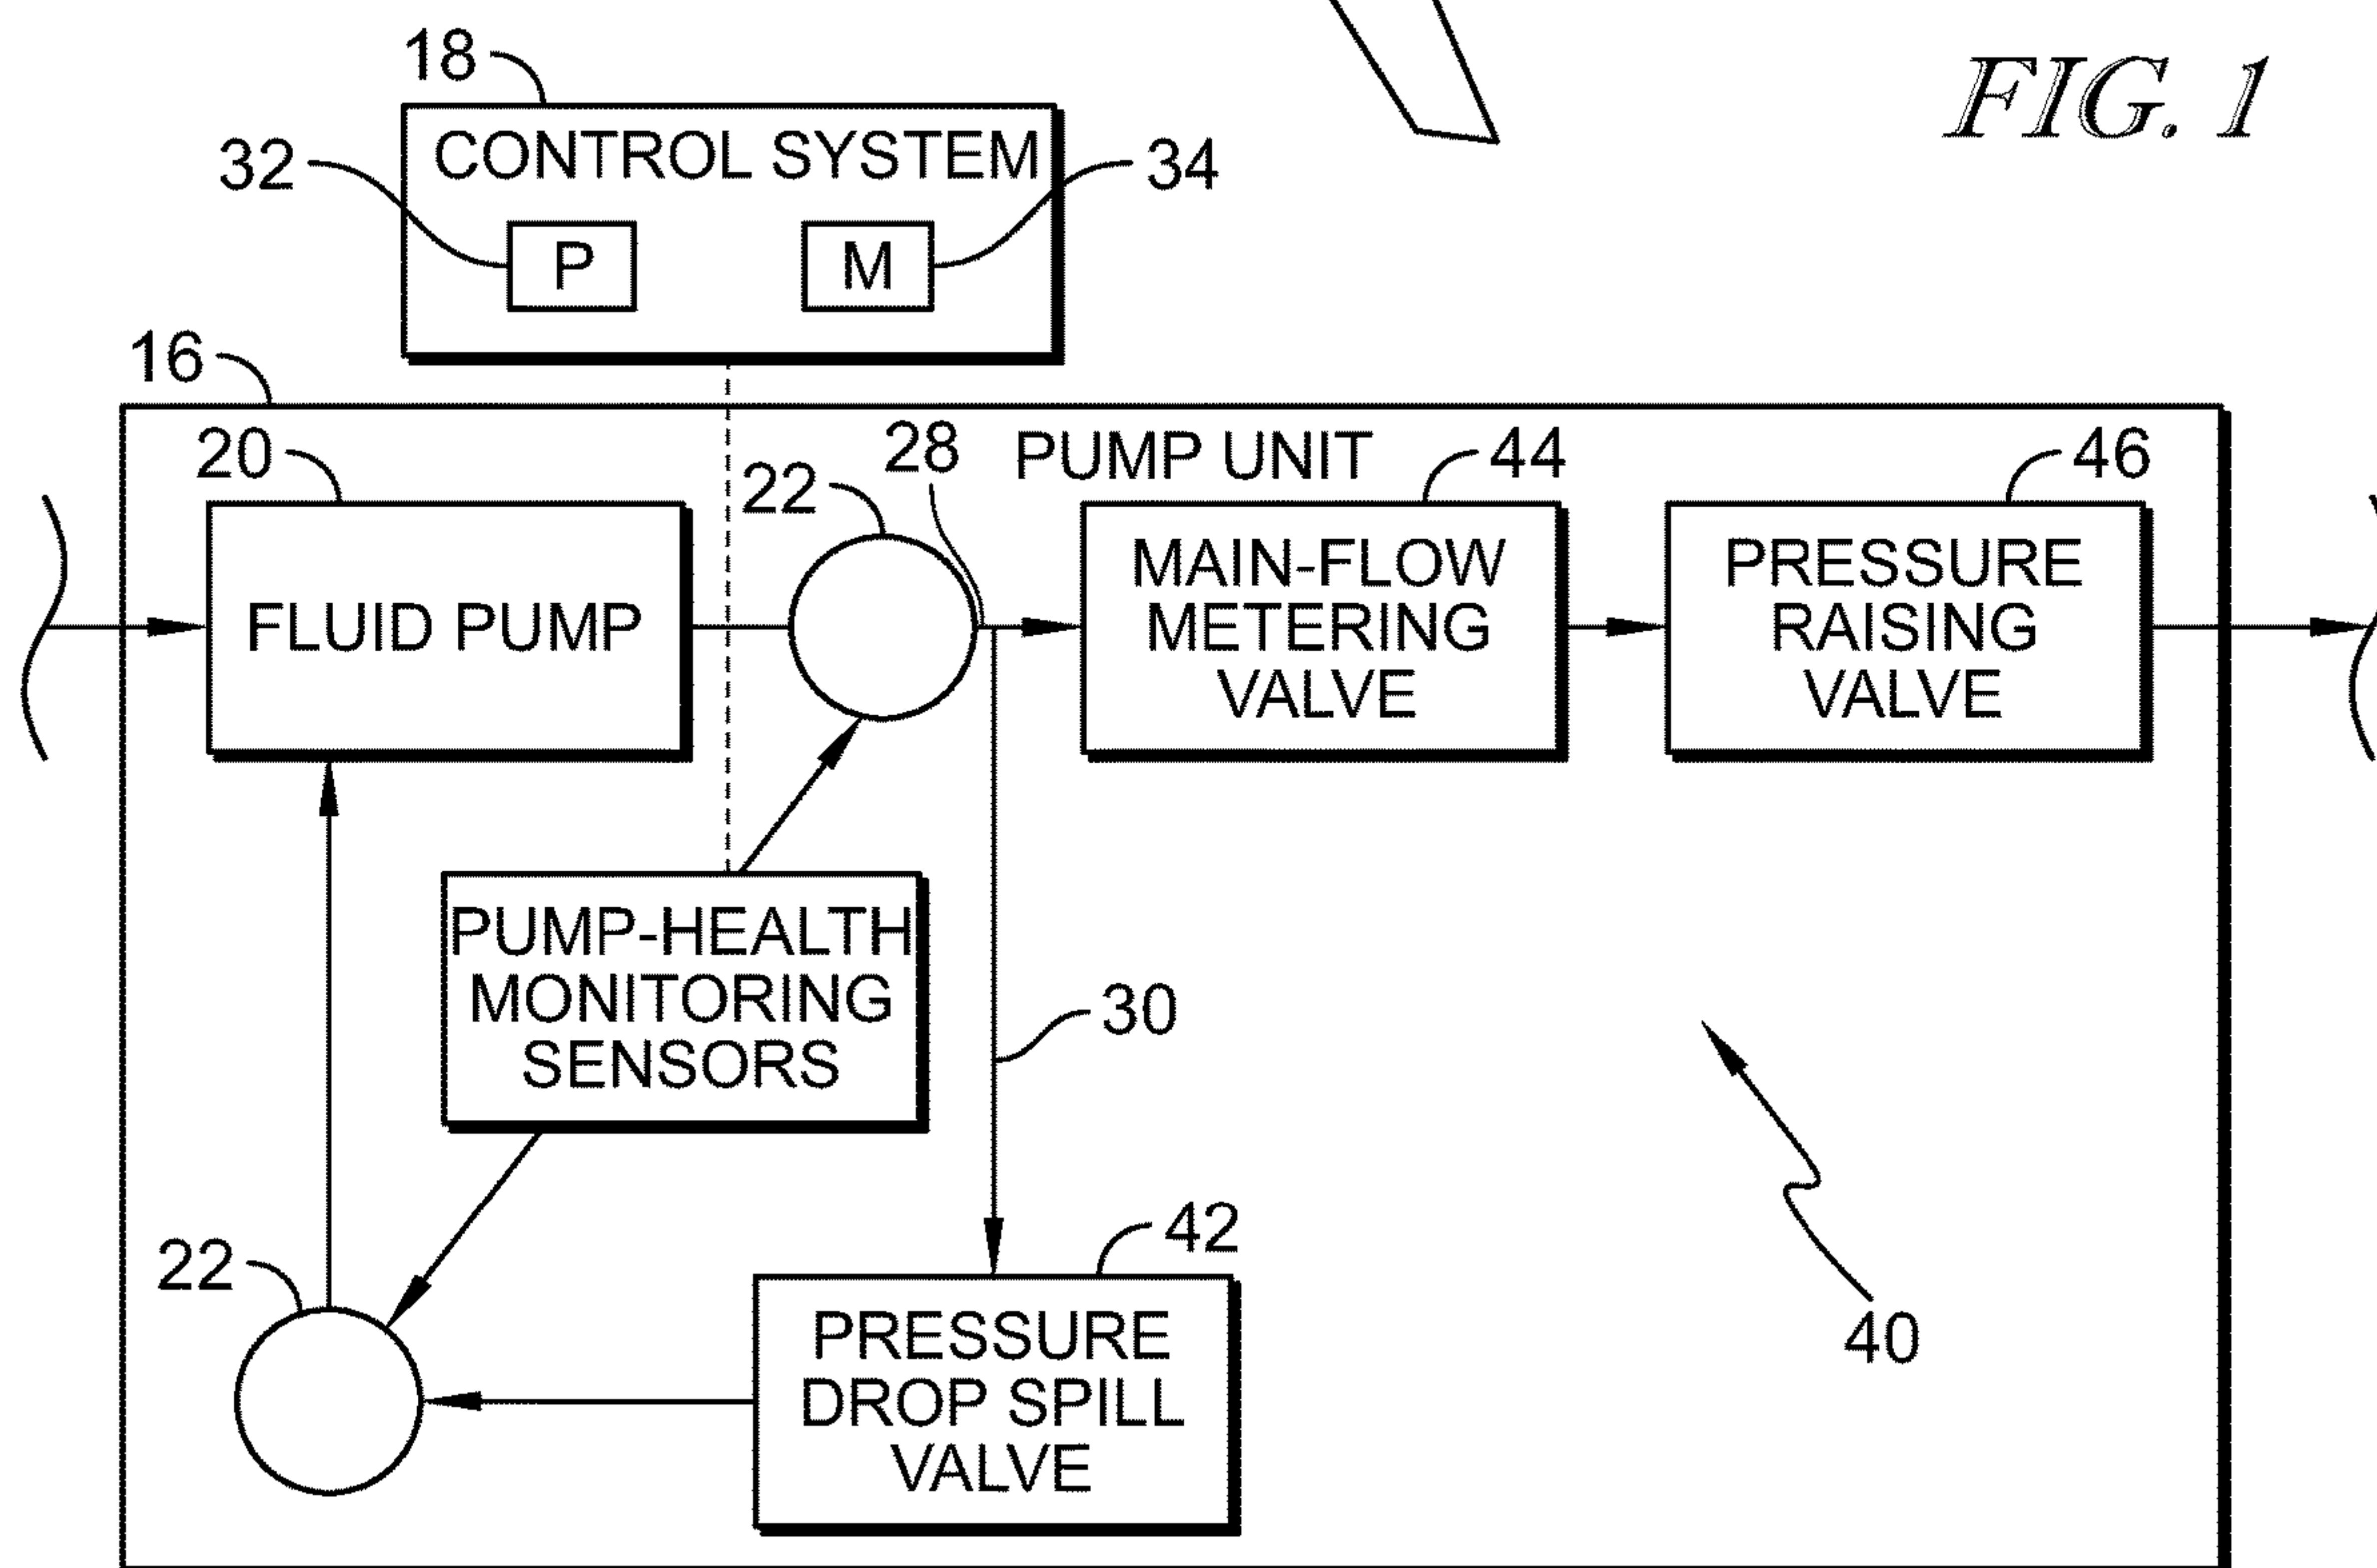 FIG. 1
18
CONTROL SYSTEM
32
34
P
M
16
PUMP UNIT
20
22
28
44
46
FLUID PUMP
MAIN-FLOW
METERING
VALVE
PRESSURE
RAISING
VALVE
PUMP-HEALTH
MONITORING
SENSORS
30
22
42
PRESSURE
DROP SPILL
VALVE
40